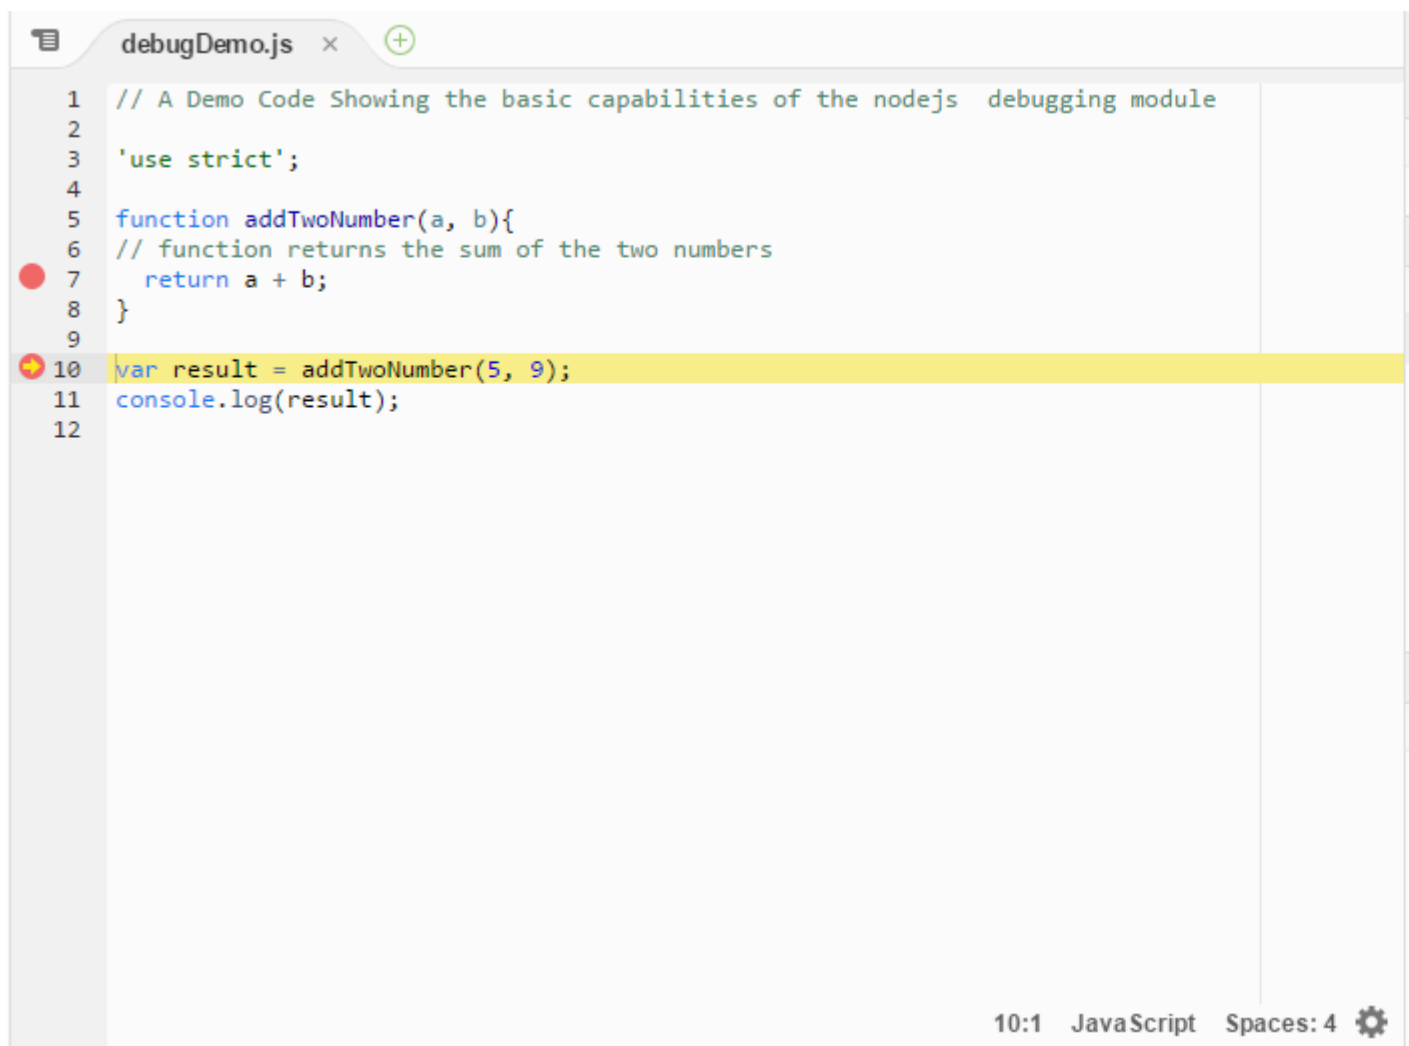 debugDemo.js ×
1 // A Demo Code Showing the basic capabilities of the nodejs  debugging module
2
3 'use strict';
4
5 function addTwoNumber(a, b){
6 // function returns the sum of the two numbers
7   return a + b;
8 }
9
10 var result = addTwoNumber(5, 9);
11 console.log(result);
12
10:1 JavaScript Spaces: 4